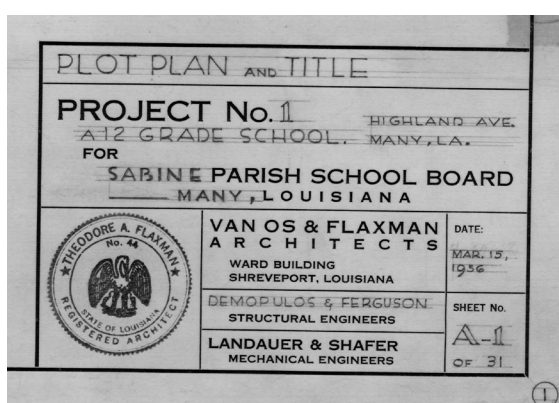 PLOT PLAN AND TITLE
PROJECT No. 1 HIGHLAND AVE.
A 12 GRADE SCHOOL. MANY, LA.
FOR
SABINE PARISH SCHOOL BOARD
MANY, LOUISIANA
THEODORE A. FLAXMAN
No. 44
STATE OF LOUISIANA
REGISTERED ARCHITECT
VAN OS & FLAXMAN
ARCHITECTS
WARD BUILDING
SHREVEPORT, LOUISIANA
DEMOPULOS & FERGUSON
STRUCTURAL ENGINEERS
LANDAUER & SHAFER
MECHANICAL ENGINEERS
DATE:
MAR. 15,
1956
SHEET No.
A-1
OF 31
1